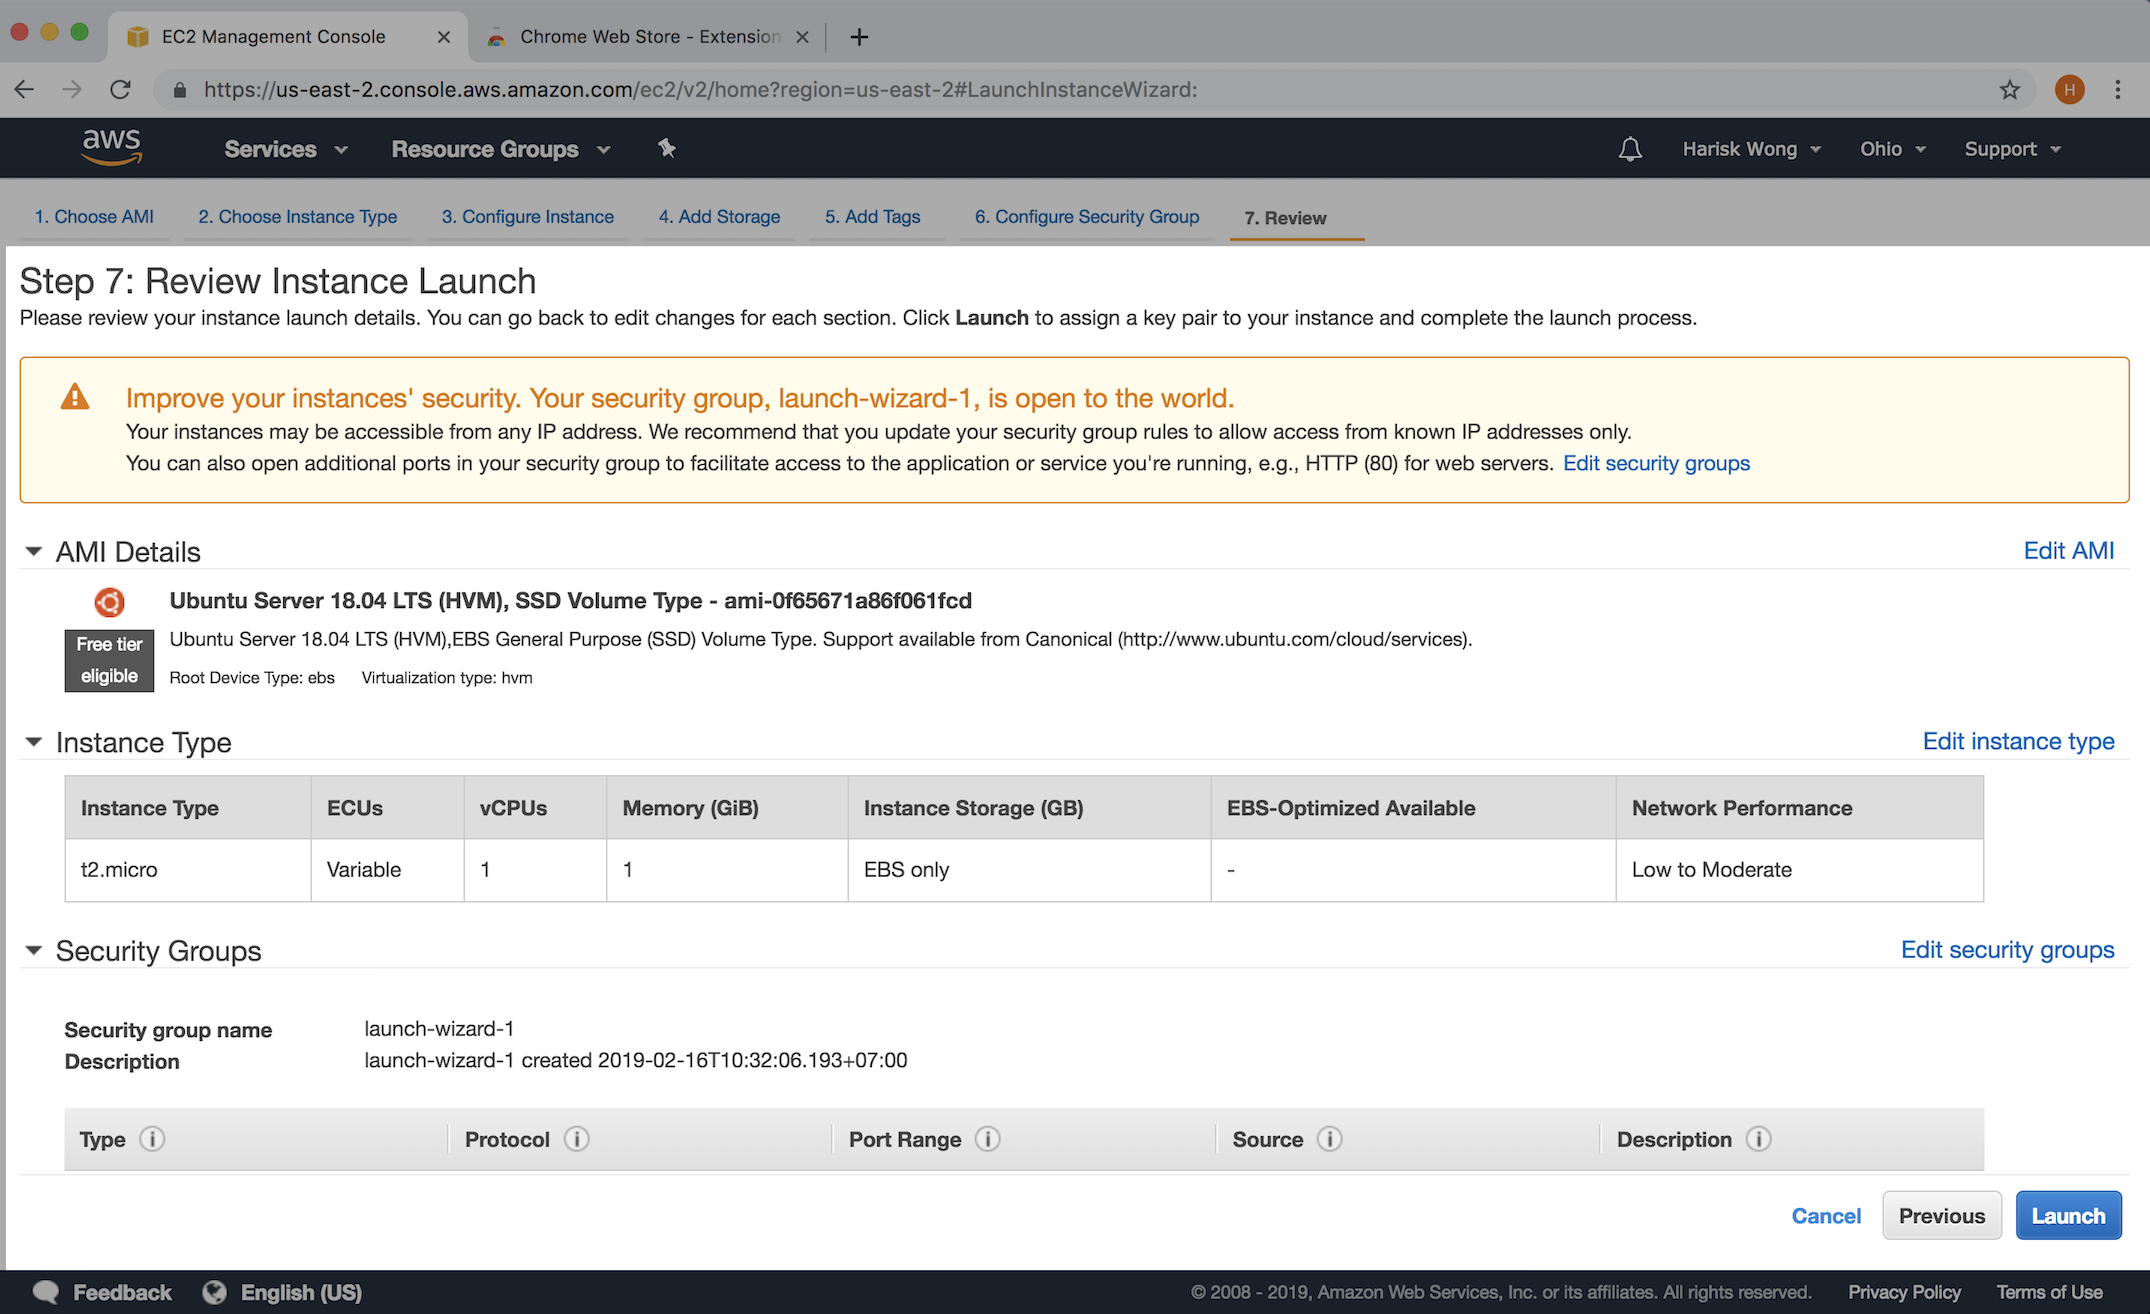 EC2 Management Console
Chrome Web Store - Extension
https://us-east-2.console.aws.amazon.com/ec2/v2/home?region=us-east-2#LaunchInstanceWizard:
H
aws
Services
Resource Groups
Harisk Wong
Ohio
Support
1. Choose AMI
2. Choose Instance Type
3. Configure Instance
4. Add Storage
5. Add Tags
6. Configure Security Group
7. Review
Step 7: Review Instance Launch
Please review your instance launch details. You can go back to edit changes for each section. Click Launch to assign a key pair to your instance and complete the launch process.
Improve your instances' security. Your security group, launch-wizard-1, is open to the world.
Your instances may be accessible from any IP address. We recommend that you update your security group rules to allow access from known IP addresses only.
You can also open additional ports in your security group to facilitate access to the application or service you're running, e.g., HTTP (80) for web servers. Edit security groups
AMI Details
Edit AMI
Ubuntu Server 18.04 LTS (HVM), SSD Volume Type - ami-0f65671a86f061fcd
Free tier
eligible
Ubuntu Server 18.04 LTS (HVM),EBS General Purpose (SSD) Volume Type. Support available from Canonical (http://www.ubuntu.com/cloud/services).
Root Device Type: ebs Virtualization type: hvm
Instance Type
Edit instance type
Instance Type ECUs vCPUs Memory (GiB) Instance Storage (GB) EBS-Optimized Available Network Performance
t2.micro Variable 1 1 EBS only - Low to Moderate
Security Groups
Edit security groups
Security group name launch-wizard-1
Description launch-wizard-1 created 2019-02-16T10:32:06.193+07:00
Type Protocol Port Range Source Description
Cancel Previous Launch
Feedback English (US)
© 2008 - 2019, Amazon Web Services, Inc. or its affiliates. All rights reserved. Privacy Policy Terms of Use